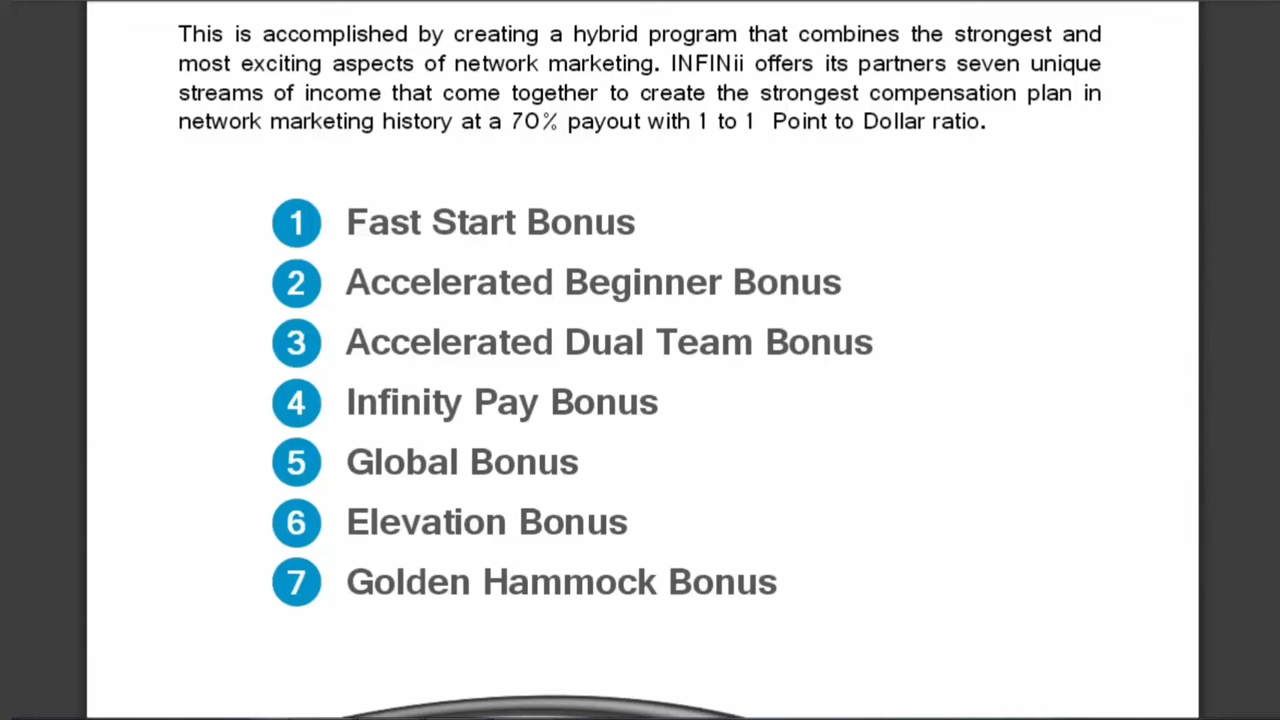 This is accomplished by creating a hybrid program that combines the strongest and
most exciting aspects of network marketing. INFINii offers its partners seven unique
streams of income that come together to create the strongest compensation plan in
network marketing history at a 70% payout with 1 to 1 Point to Dollar ratio.
1 Fast Start Bonus
2 Accelerated Beginner Bonus
3 Accelerated Dual Team Bonus
4 Infinity Pay Bonus
5 Global Bonus
6 Elevation Bonus
7 Golden Hammock Bonus